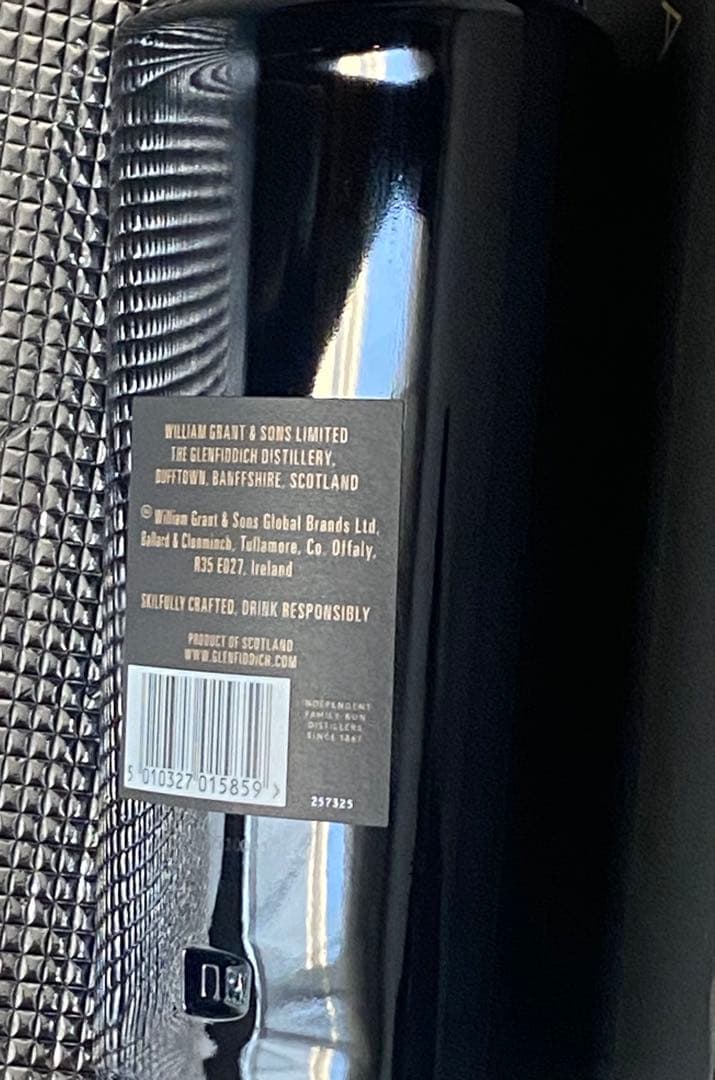 WILLIAM GRANT & SONS LIMITED
THE GLENFIDDICH DISTILLERY,
DUFFTOWN, BANFFSHIRE, SCOTLAND
© William Grant & Sons Global Brands Ltd,
Ballard & Clonminch, Tullamore, Co. Offaly,
R35 E027, Ireland
SKILFULLY CRAFTED. DRINK RESPONSIBLY
PRODUCT OF SCOTLAND
WWW.GLENFIDDICH.COM
INDEPENDENT
FAMILY RUN
DISTILLERS
SINCE 1887
5 010327 015859 >
257325